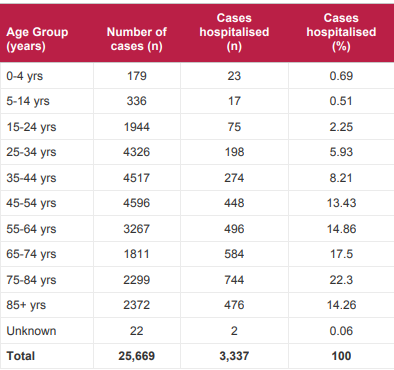 Age Group (years) Number of cases (n) Cases hospitalised (n) Cases hospitalised (%)
0-4 yrs 179 23 0.69
5-14 yrs 336 17 0.51
15-24 yrs 1944 75 2.25
25-34 yrs 4326 198 5.93
35-44 yrs 4517 274 8.21
45-54 yrs 4596 448 13.43
55-64 yrs 3267 496 14.86
65-74 yrs 1811 584 17.5
75-84 yrs 2299 744 22.3
85+ yrs 2372 476 14.26
Unknown 22 2 0.06
Total 25,669 3,337 100